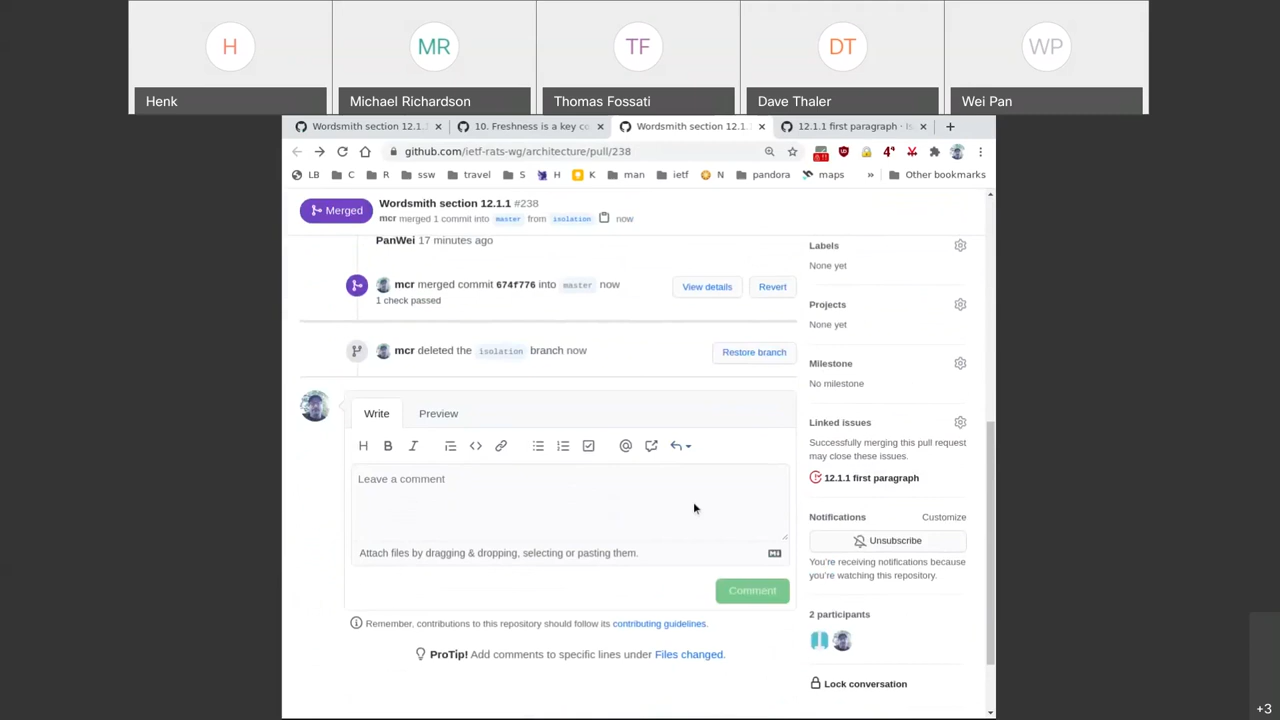 H
MR
TF
DT
WP
Henk
Michael Richardson
Thomas Fossati
Dave Thaler
Wei Pan
Wordsmith section 12.1.
10. Freshness is a key c
Wordsmith section 12.1.
12.1.1 first paragraph · Is
github.com/ietf-rats-wg/architecture/pull/238
LB
C
R
ssw
travel
S
H
K
man
ietf
N
pandora
maps
»
Other bookmarks
Merged
Wordsmith section 12.1.1 #238
mcr merged 1 commit into master from isolation now
PanWei 17 minutes ago
mcr merged commit 674f776 into master now
1 check passed
View details
Revert
mcr deleted the isolation branch now
Restore branch
Write
Preview
H B I
Leave a comment
Attach files by dragging & dropping, selecting or pasting them.
Comment
Remember, contributions to this repository should follow its contributing guidelines.
ProTip! Add comments to specific lines under Files changed.
Labels
None yet
Projects
None yet
Milestone
No milestone
Linked issues
Successfully merging this pull request
may close these issues.
12.1.1 first paragraph
Notifications
Customize
Unsubscribe
You're receiving notifications because
you're watching this repository.
2 participants
Lock conversation
+3